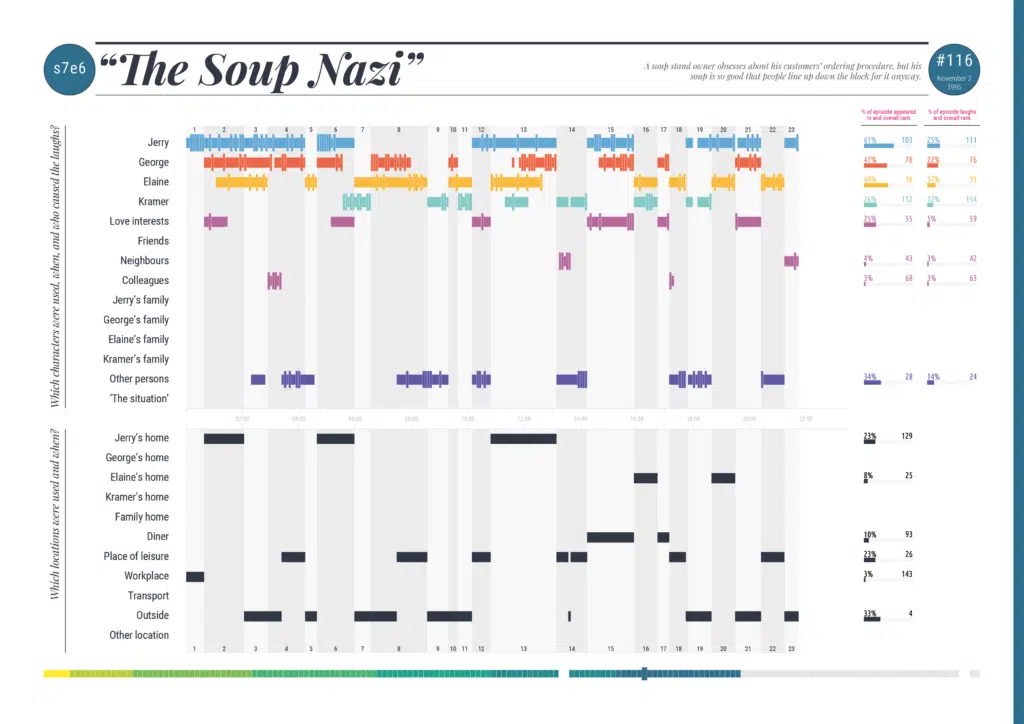 s7e6
“The Soup Nazi”
A soup stand owner obsesses about his customers' ordering procedure, but his
soup is so good that people line up down the block for it anyway.
#116
November 2
1995
% of episode appeared
in and overall rank
% of episode laughs
and overall rank
Which characters were used, when, and who caused the laughs?
1 2 3 4 5 6 7 8 9 10 11 12 13 14 15 16 17 18 19 20 21 22 23
Jerry 61% 103 25% 111
George 47% 78 22% 76
Elaine 49% 36 17%
Kramer 26% 112 12% 154
Love interests 25% 55 5% 59
Friends
Neighbours 4% 43 3% 42
Colleagues 3% 68 3% 63
Jerry's family
George's family
Elaine's family
Kramer's family
Other persons 34% 28 14% 24
'The situation'
02:00 04:00 06:00 08:00 10:00 12:00 14:00 16:00 18:00 20:00 22:00
Which locations were used and when?
Jerry's home 23% 129
George's home
Elaine's home 8% 25
Kramer's home
Family home
Diner 10% 93
Place of leisure 23% 26
Workplace 3% 143
Transport
Outside 33% 4
Other location
1 2 3 4 5 6 7 8 9 10 11 12 13 14 15 16 17 18 19 20 21 22 23